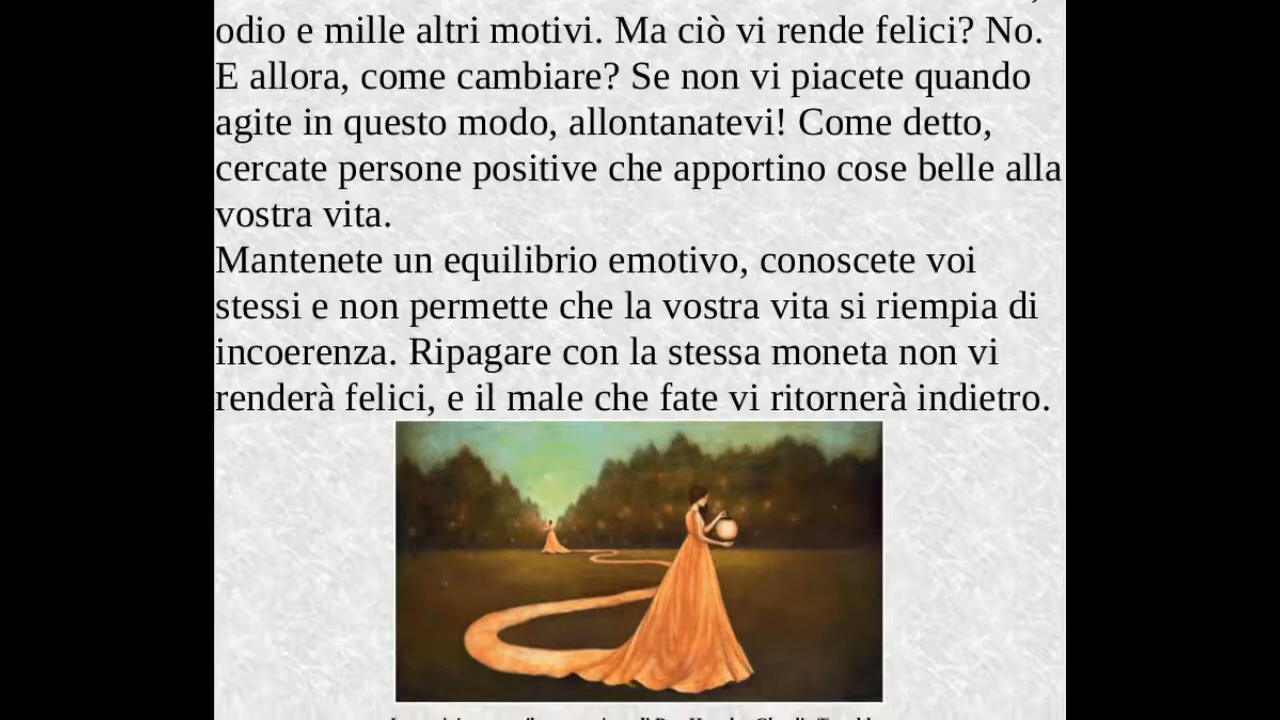 odio e mille altri motivi. Ma ciò vi rende felici? No.
E allora, come cambiare? Se non vi piacete quando
agite in questo modo, allontanatevi! Come detto,
cercate persone positive che apportino cose belle alla
vostra vita.
Mantenete un equilibrio emotivo, conoscete voi
stessi e non permette che la vostra vita si riempia di
incoerenza. Ripagare con la stessa moneta non vi
renderà felici, e il male che fate vi ritornerà indietro.